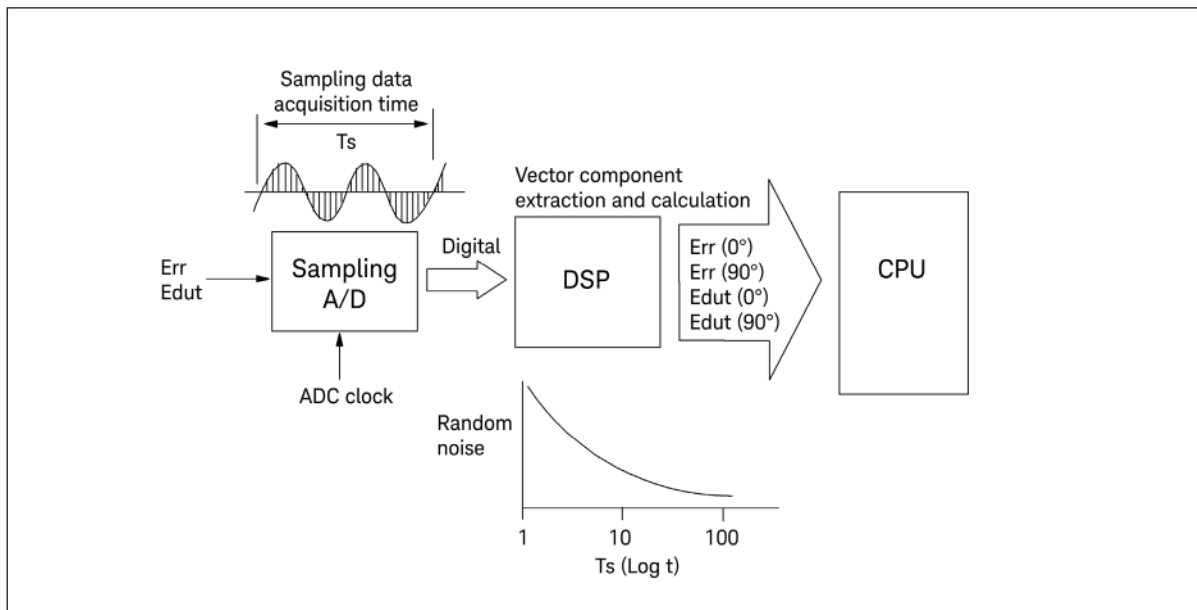 Sampling data
acquisition time
Ts
Err
Edut
Sampling
A/D
ADC clock
Digital
Vector component
extraction and calculation
DSP
Err (0°)
Err (90°)
Edut (0°)
Edut (90°)
CPU
Random
noise
1 10 100
Ts (Log t)